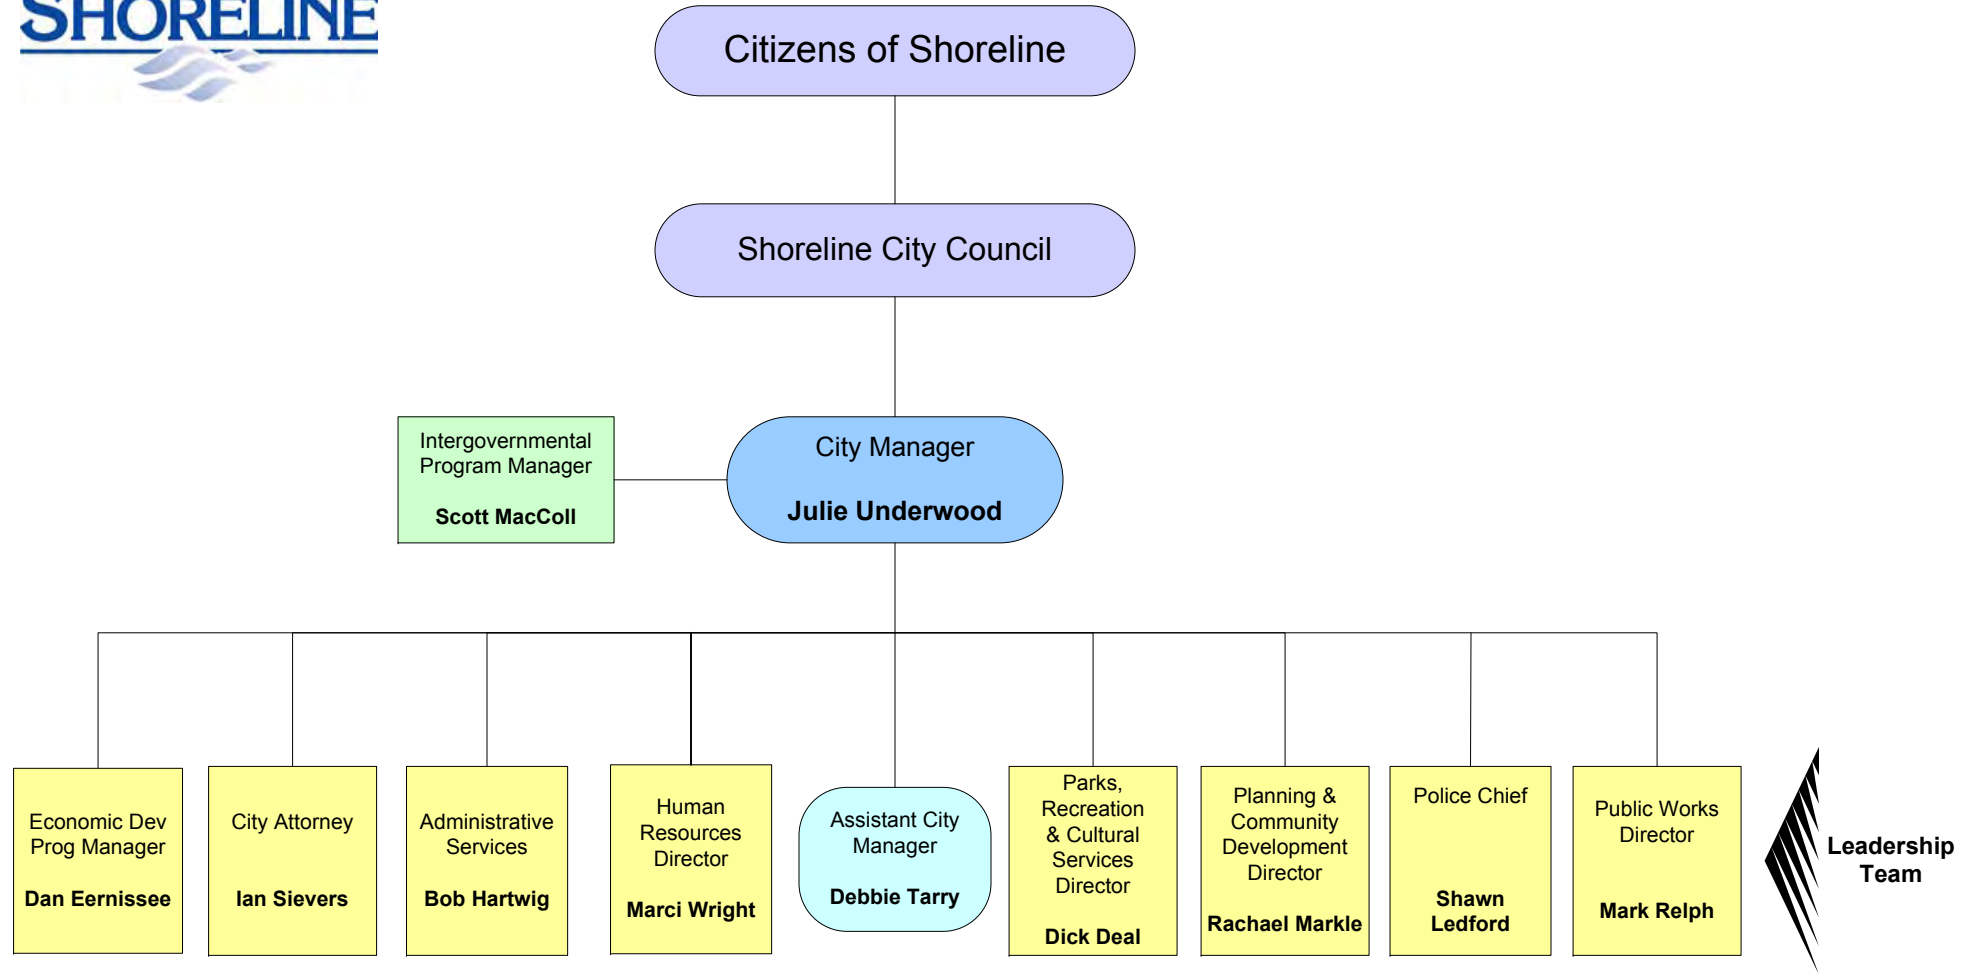 SHORELINE
Citizens of Shoreline
Shoreline City Council
Intergovernmental
Program Manager
Scott MacColl
City Manager
Julie Underwood
Economic Dev
Prog Manager
Dan Eernissee
City Attorney
Ian Sievers
Administrative
Services
Bob Hartwig
Human
Resources
Director
Marci Wright
Assistant City
Manager
Debbie Tarry
Parks,
Recreation
& Cultural
Services
Director
Dick Deal
Planning &
Community
Development
Director
Rachael Markle
Police Chief
Shawn
Ledford
Public Works
Director
Mark Relph
Leadership
Team